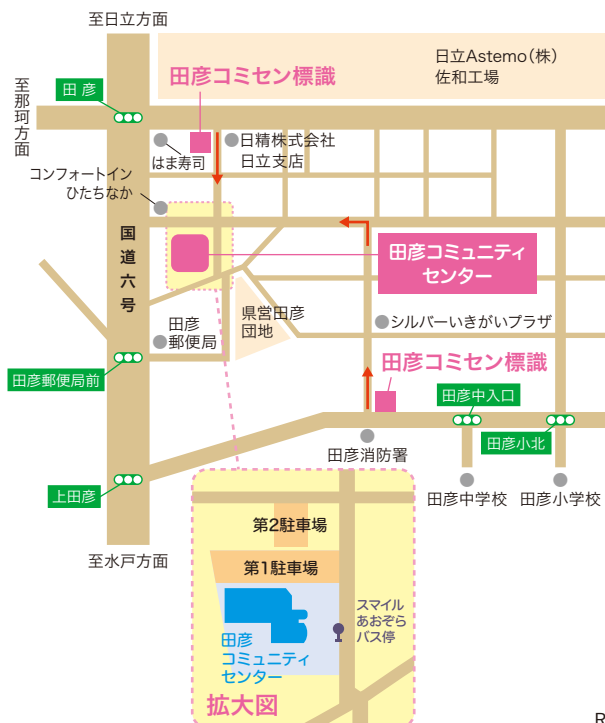 至日立方面
日立Astemo(株)
佐和工場
田彦コミセン標識
田 彦
至那珂方面
日精株式会社
日立支店
はま寿司
コンフォートイン
ひたちなか
国道六号
田彦コミュニティ
センター
県営田彦
団地
田彦
郵便局
シルバーいきがいプラザ
田彦コミセン標識
田彦郵便局前
田彦中入口
田彦小北
田彦消防署
上田彦
田彦中学校
田彦小学校
至水戸方面
第2駐車場
第1駐車場
スマイル
あおぞら
バス停
田彦
コミュニティ
センター
拡大図
R